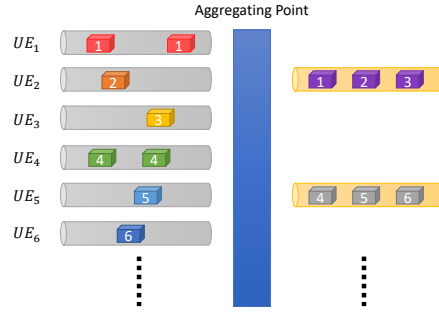 Aggregating Point
UE₁ 1 1
UE₂ 2 1 2 3
UE₃ 3
UE₄ 4 4
UE₅ 5 4 5 6
UE₆ 6